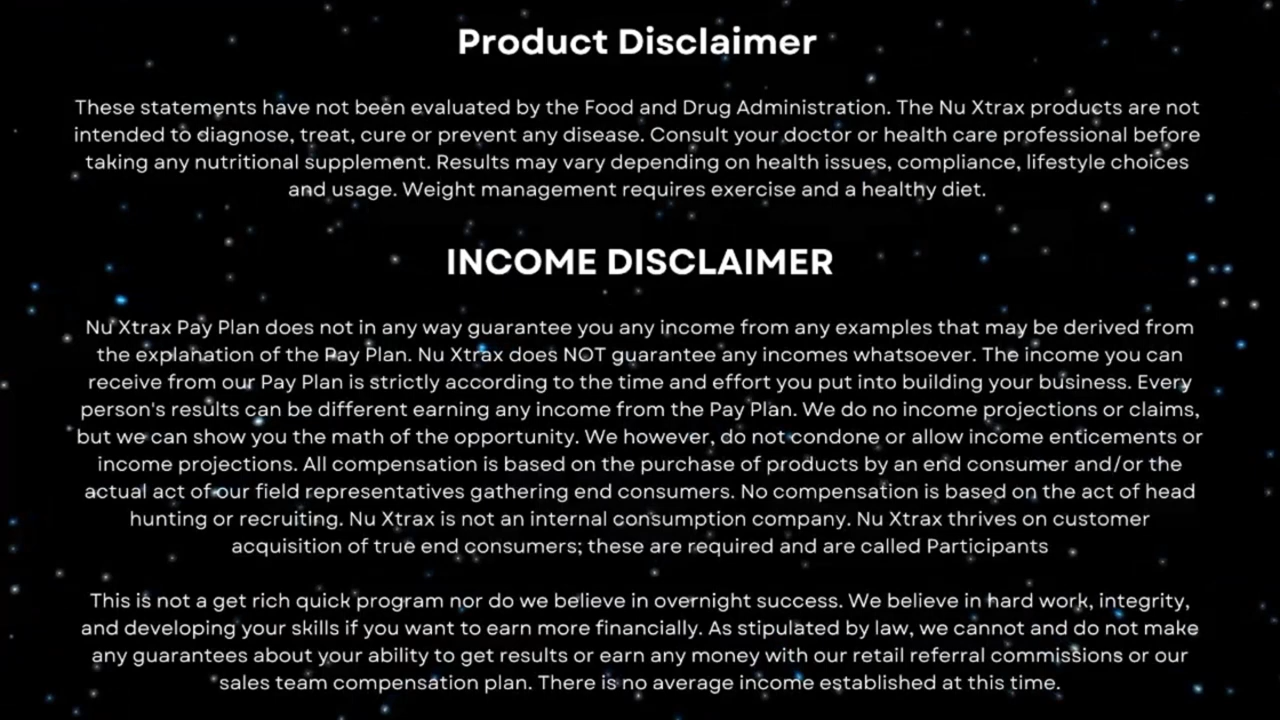 Product Disclaimer
These statements have not been evaluated by the Food and Drug Administration. The Nu Xtrax products are not
intended to diagnose, treat, cure or prevent any disease. Consult your doctor or health care professional before
taking any nutritional supplement. Results may vary depending on health issues, compliance, lifestyle choices
and usage. Weight management requires exercise and a healthy diet.
INCOME DISCLAIMER
Nu Xtrax Pay Plan does not in any way guarantee you any income from any examples that may be derived from
the explanation of the Pay Plan. Nu Xtrax does NOT guarantee any incomes whatsoever. The income you can
receive from our Pay Plan is strictly according to the time and effort you put into building your business. Every
person's results can be different earning any income from the Pay Plan. We do no income projections or claims,
but we can show you the math of the opportunity. We however, do not condone or allow income enticements or
income projections. All compensation is based on the purchase of products by an end consumer and/or the
actual act of our field representatives gathering end consumers. No compensation is based on the act of head
hunting or recruiting. Nu Xtrax is not an internal consumption company. Nu Xtrax thrives on customer
acquisition of true end consumers; these are required and are called Participants
This is not a get rich quick program nor do we believe in overnight success. We believe in hard work, integrity,
and developing your skills if you want to earn more financially. As stipulated by law, we cannot and do not make
any guarantees about your ability to get results or earn any money with our retail referral commissions or our
sales team compensation plan. There is no average income established at this time.